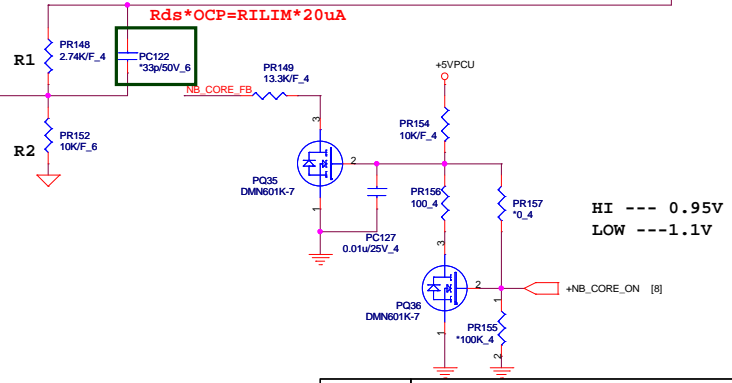 Rds*OCP=RILIM*20uA
R1
PR148
2.74K/F_4
PC122
*33p/50V_6
PR149
13.3K/F_4
NB_CORE_FB
+5VPCU
PR154
10K/F_4
R2
PR152
10K/F_6
3
2
1
PQ35
DMN601K-7
PC127
0.01u/25V_4
PR156
100_4
PR157
*0_4
HI --- 0.95V
LOW ---1.1V
3
2
1
PQ36
DMN601K-7
+NB_CORE_ON [8]
1
PR155
*100K_4
2